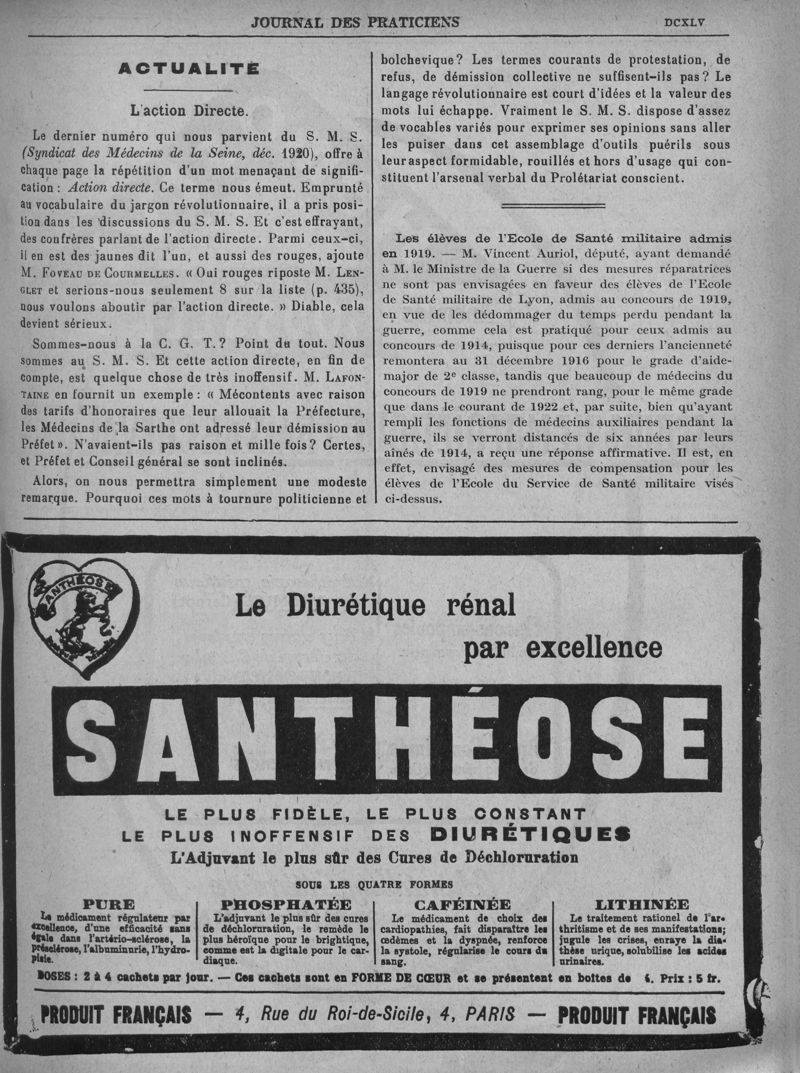 JOURNAL DES PRATICIENS
DCXLV
ACTUALITÉ
L'action Directe.
Le dernier numéro qui nous parvient du S. M. S.
(Syndicat des Médecins de la Seine, déc. 1920), offre à
chaque page la répétition d'un mot menaçant de signifi-
cation : Action directe. Ce terme nous émeut. Emprunté
au vocabulaire du jargon révolutionnaire, il a pris posi-
tion dans les discussions du S. M. S. Et c'est effrayant,
des confrères parlant de l'action directe. Parmi ceux-ci,
il en est des jaunes dit l'un, et aussi des rouges, ajoute
M. FOVEAU DE COURMELLES. « Oui rouges riposte M. LEN-
GLET et serions-nous seulement 8 sur la liste (p. 435),
nous voulons aboutir par l'action directe. » Diable, cela
devient sérieux.
Sommes-nous à la C. G. T. ? Point du tout. Nous
sommes au S. M. S. Et cette action directe, en fin de
compte, est quelque chose de très inoffensif. M. LAFON-
TAINE en fournit un exemple : « Mécontents avec raison
des tarifs d'honoraires que leur allouait la Préfecture,
les Médecins de la Sarthe ont adressé leur démission au
Préfet ». N'avaient-ils pas raison et mille fois ? Certes,
et Préfet et Conseil général se sont inclinés.
Alors, on nous permettra simplement une modeste
remarque. Pourquoi ces mots à tournure politicienne et
bolchevique ? Les termes courants de protestation, de
refus, de démission collective ne suffisent-ils pas ? Le
langage révolutionnaire est court d'idées et la valeur des
mots lui échappe. Vraiment le S. M. S. dispose d'assez
de vocables variés pour exprimer ses opinions sans aller
les puiser dans cet assemblage d'outils puérils sous
leur aspect formidable, rouillés et hors d'usage qui con-
stituent l'arsenal verbal du Prolétariat conscient.
Les élèves de l'Ecole de Santé militaire admis
en 1919. — M. Vincent Auriol, député, ayant demandé
à M. le Ministre de la Guerre si des mesures réparatrices
ne sont pas envisagées en faveur des élèves de l'Ecole
de Santé militaire de Lyon, admis au concours de 1919,
en vue de les dédommager du temps perdu pendant la
guerre, comme cela est pratiqué pour ceux admis au
concours de 1914, puisque pour ces derniers l'ancienneté
remontera au 31 décembre 1916 pour le grade d'aide-
major de 2e classe, tandis que beaucoup de médecins du
concours de 1919 ne prendront rang, pour le même grade
que dans le courant de 1922 et, par suite, bien qu'ayant
rempli les fonctions de médecins auxiliaires pendant la
guerre, ils se verront distancés de six années par leurs
aînés de 1914, a reçu une réponse affirmative. Il est, en
effet, envisagé des mesures de compensation pour les
élèves de l'Ecole du Service de Santé militaire visés
ci-dessus.
SANTHÉOSE
Le Diurétique rénal
par excellence
SANTHÉOSE
LE PLUS FIDÈLE, LE PLUS CONSTANT
LE PLUS INOFFENSIF DES DIURÉTIQUES
L'Adjuvant le plus sûr des Cures de Déchloruration
SOUS LES QUATRE FORMES
PURE
Le médicament régulateur par
excellence, d'une efficacité sans
égale dans l'artério-sclérose, la
présclérose, l'albuminurie, l'hydro-
pisie.
PHOSPHATÉE
L'adjuvant le plus sûr des cures
de déchloruration, le remède le
plus héroïque pour le brightique,
comme est la digitale pour le car-
diaque.
CAFÉINÉE
Le médicament de choix des
cardiopathies, fait disparaître les
œdèmes et la dyspnée, renforce
la systole, régularise le cours du
sang.
LITHINÉE
Le traitement rationel de l'ar-
thritisme et de ses manifestations;
jugule les crises, enraye la dia-
thèse urique, solubilise les acides
urinaires.
DOSES : 2 à 4 cachets par jour. — Ces cachets sont en FORME DE CŒUR et se présentent en boîtes de 24. Prix : 5 fr.
PRODUIT FRANÇAIS — 4, Rue du Roi-de-Sicile, 4, PARIS — PRODUIT FRANÇAIS